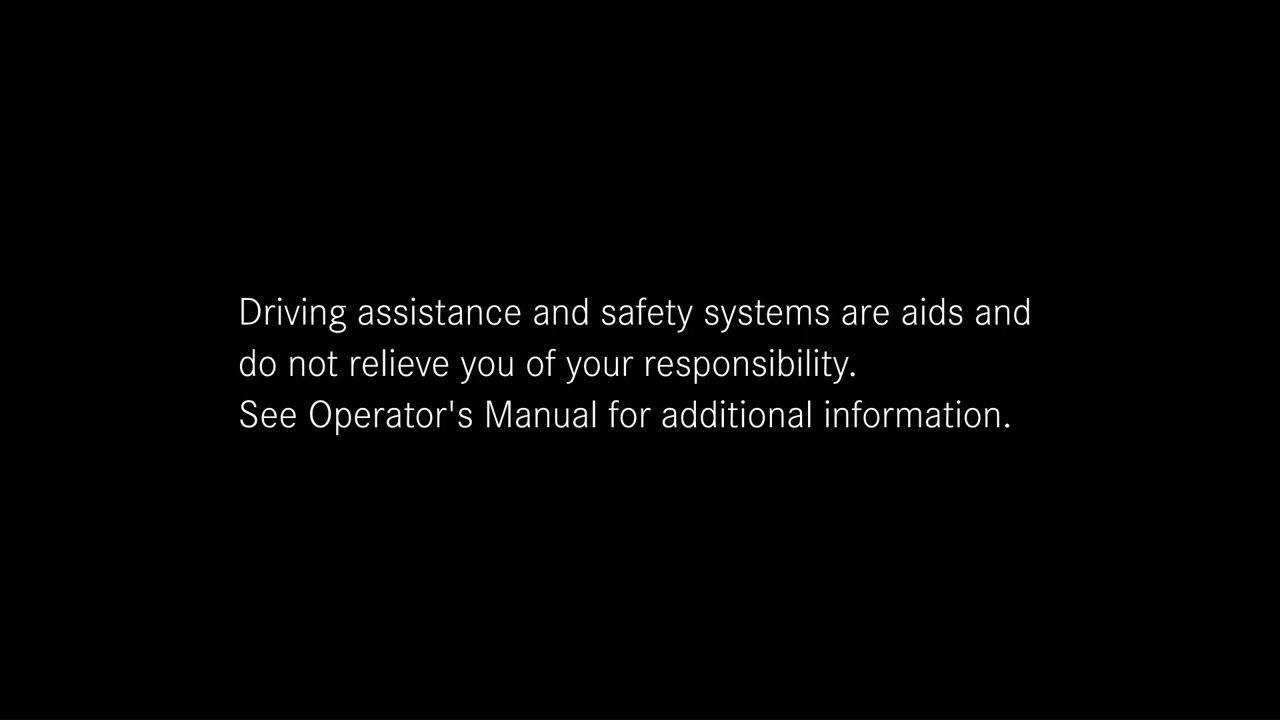 Driving assistance and safety systems are aids and
do not relieve you of your responsibility.
See Operator's Manual for additional information.